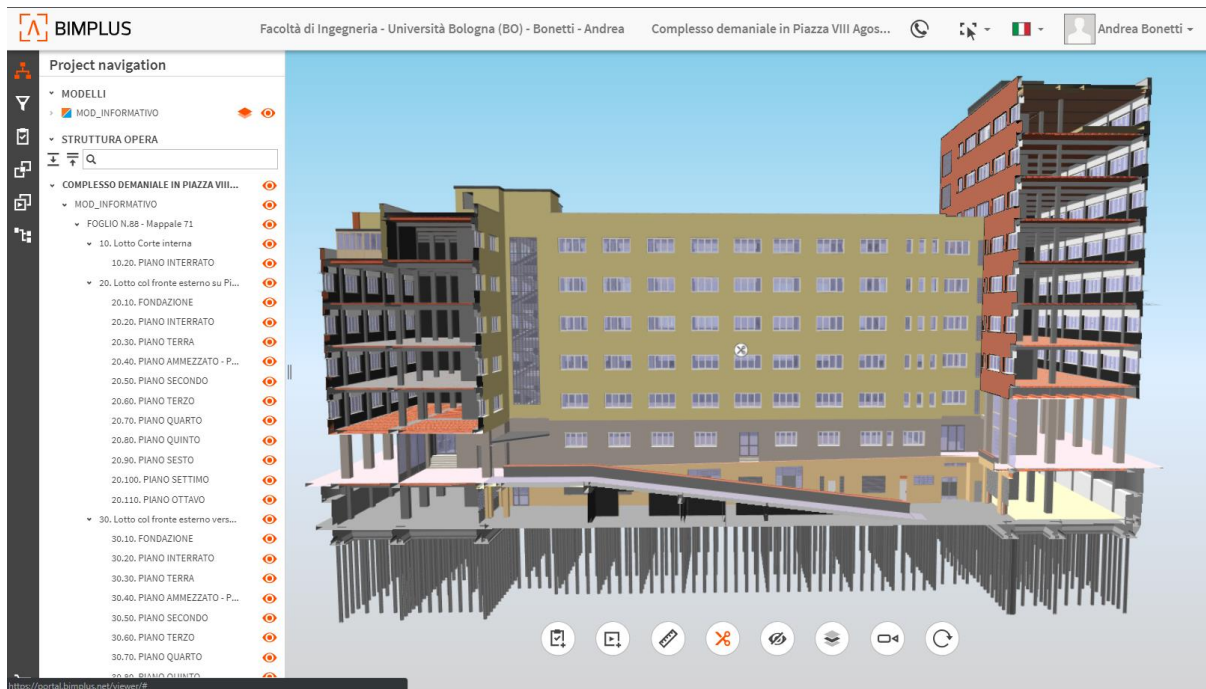 BIMPLUS
Facoltà di Ingegneria - Università Bologna (BO) - Bonetti - Andrea
Complesso demaniale in Piazza VIII Agos...
Andrea Bonetti
Project navigation
MODELLI
MOD_INFORMATIVO
STRUTTURA OPERA
COMPLESSO DEMANIALE IN PIAZZA VIII...
MOD_INFORMATIVO
FOGLIO N.88 - Mappale 71
10. Lotto Corte interna
10.20. PIANO INTERRATO
20. Lotto col fronte esterno su Pi...
20.10. FONDAZIONE
20.20. PIANO INTERRATO
20.30. PIANO TERRA
20.40. PIANO AMMEZZATO - P...
20.50. PIANO SECONDO
20.60. PIANO TERZO
20.70. PIANO QUARTO
20.80. PIANO QUINTO
20.90. PIANO SESTO
20.100. PIANO SETTIMO
20.110. PIANO OTTAVO
30. Lotto col fronte esterno vers...
30.10. FONDAZIONE
30.20. PIANO INTERRATO
30.30. PIANO TERRA
30.40. PIANO AMMEZZATO - P...
30.50. PIANO SECONDO
30.60. PIANO TERZO
30.70. PIANO QUARTO
30.80. PIANO QUINTO
https://portal.bimplus.net/viewer/#